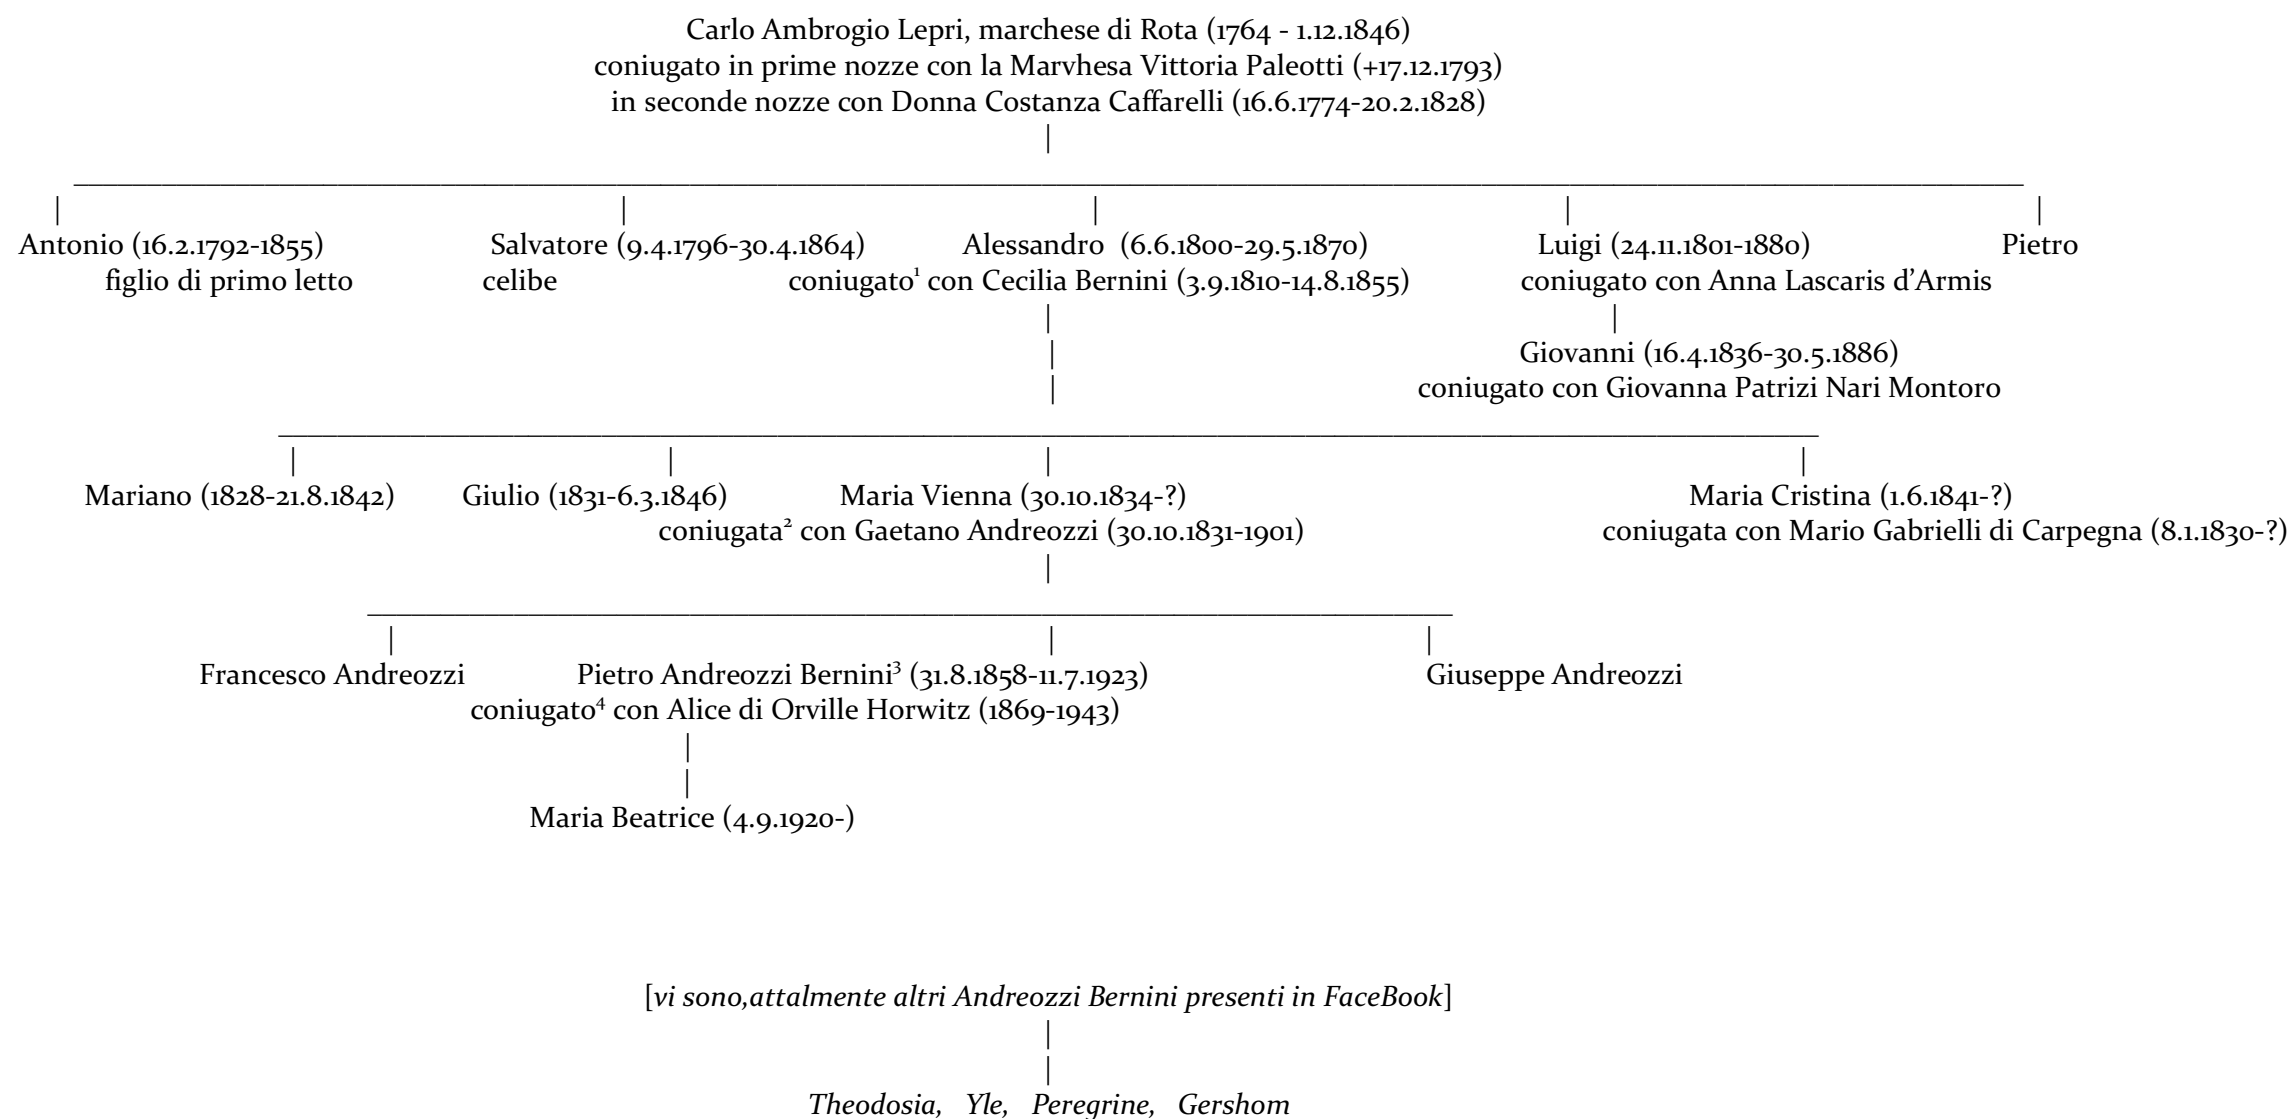 Carlo Ambrogio Lepri, marchese di Rota (1764 - 1.12.1846)
coniugato in prime nozze con la Marvhesa Vittoria Paleotti (+17.12.1793)
in seconde nozze con Donna Costanza Caffarelli (16.6.1774-20.2.1828)
Antonio (16.2.1792-1855) Salvatore (9.4.1796-30.4.1864) Alessandro (6.6.1800-29.5.1870) Luigi (24.11.1801-1880) Pietro
figlio di primo letto celibe coniugato¹ con Cecilia Bernini (3.9.1810-14.8.1855) coniugato con Anna Lascaris d’Armis
Giovanni (16.4.1836-30.5.1886)
coniugato con Giovanna Patrizi Nari Montoro
Mariano (1828-21.8.1842) Giulio (1831-6.3.1846) Maria Vienna (30.10.1834-?) Maria Cristina (1.6.1841-?)
coniugata² con Gaetano Andreozzi (30.10.1831-1901) coniugata con Mario Gabrielli di Carpegna (8.1.1830-?)
Francesco Andreozzi Pietro Andreozzi Bernini³ (31.8.1858-11.7.1923) Giuseppe Andreozzi
coniugato⁴ con Alice di Orville Horwitz (1869-1943)
Maria Beatrice (4.9.1920-)
[vi sono,attalmente altri Andreozzi Bernini presenti in FaceBook]
Theodosia, Yle, Peregrine, Gershom